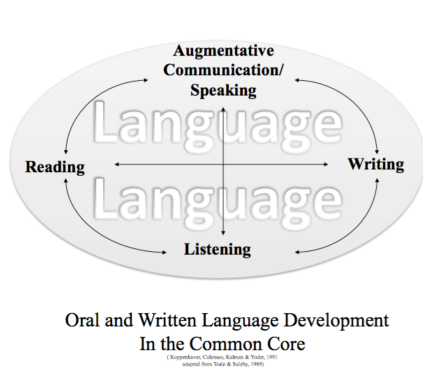 Augmentative
Communication/
Speaking
Language
Reading
Writing
Language
Listening
Oral and Written Language Development
In the Common Core
( Koppenhaver, Coleman, Kalman & Yoder, 1991
adapted from Teale & Sulzby, 1989)